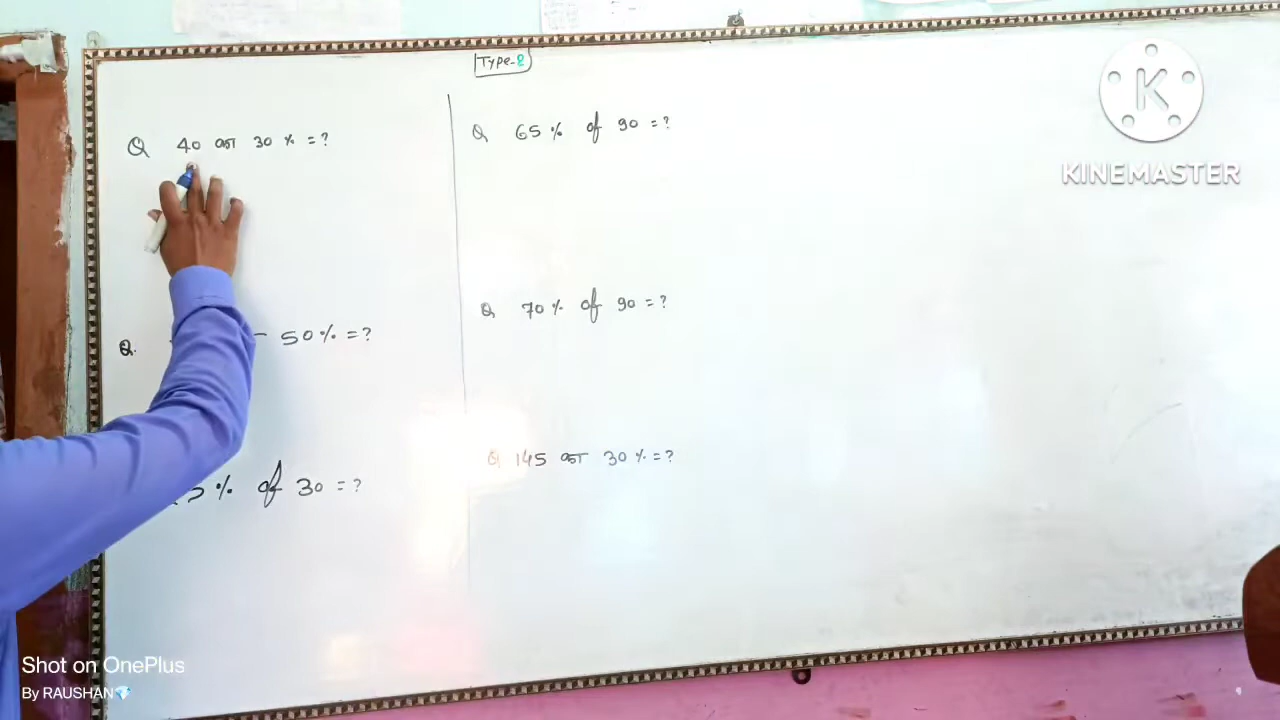 Type-2
Q 40 का 30 % = ?
Q. 50% = ?
5% of 30 = ?
Q 65% of 90 = ?
Q 70% of 90 = ?
Q 145 का 30% = ?
K
KINEMASTER
Shot on OnePlus
By RAUSHAN💎